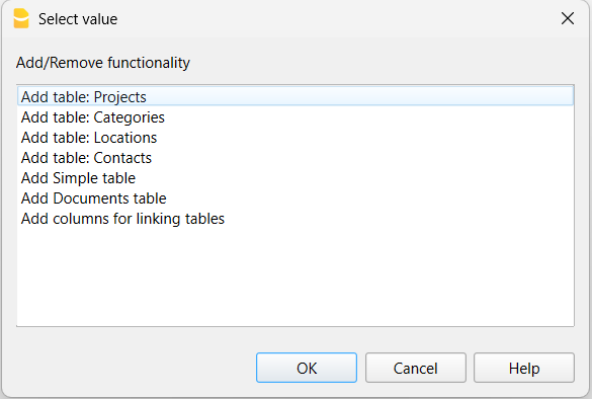 Select value
Add/Remove functionality
Add table: Projects
Add table: Categories
Add table: Locations
Add table: Contacts
Add Simple table
Add Documents table
Add columns for linking tables
OK
Cancel
Help